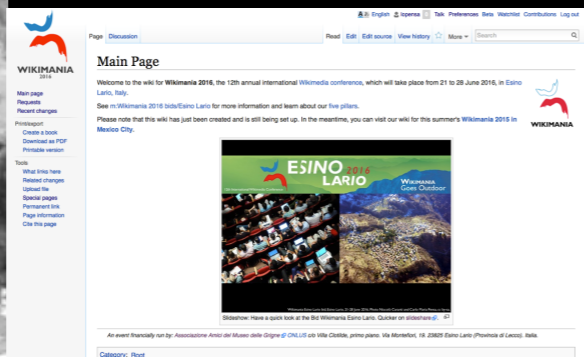 English lopensa Talk Preferences Beta Watchlist Contributions Log out
Page Discussion Read Edit Edit source View history More Search
WIKIMANIA
2016
Main page
Requests
Recent changes
Print/export
Create a book
Download as PDF
Printable version
Tools
What links here
Related changes
Upload file
Special pages
Permanent link
Page information
Cite this page
Main Page
Welcome to the wiki for Wikimania 2016, the 12th annual international Wikimedia conference, which will take place from 21 to 28 June 2016, in Esino
Lario, Italy.
See m:Wikimania 2016 bids/Esino Lario for more information and learn about our five pillars.
Please note that this wiki has just been created and is still being set up. In the meantime, you can visit our wiki for this summer's Wikimania 2015 in
Mexico City.
WIKIMANIA
ESINO 2016
LARIO
WIKIMANIA
Goes Outdoor
Slideshow: Have a quick look at the Bid Wikimania Esino Lario. Quicker on slideshare.
An event financially run by: Associazione Amici del Museo delle Grigne ONLUS c/o Villa Clotilde, primo piano. Via Montefiori, 19. 23825 Esino Lario (Provincia di Lecco). Italia.
Category: Root